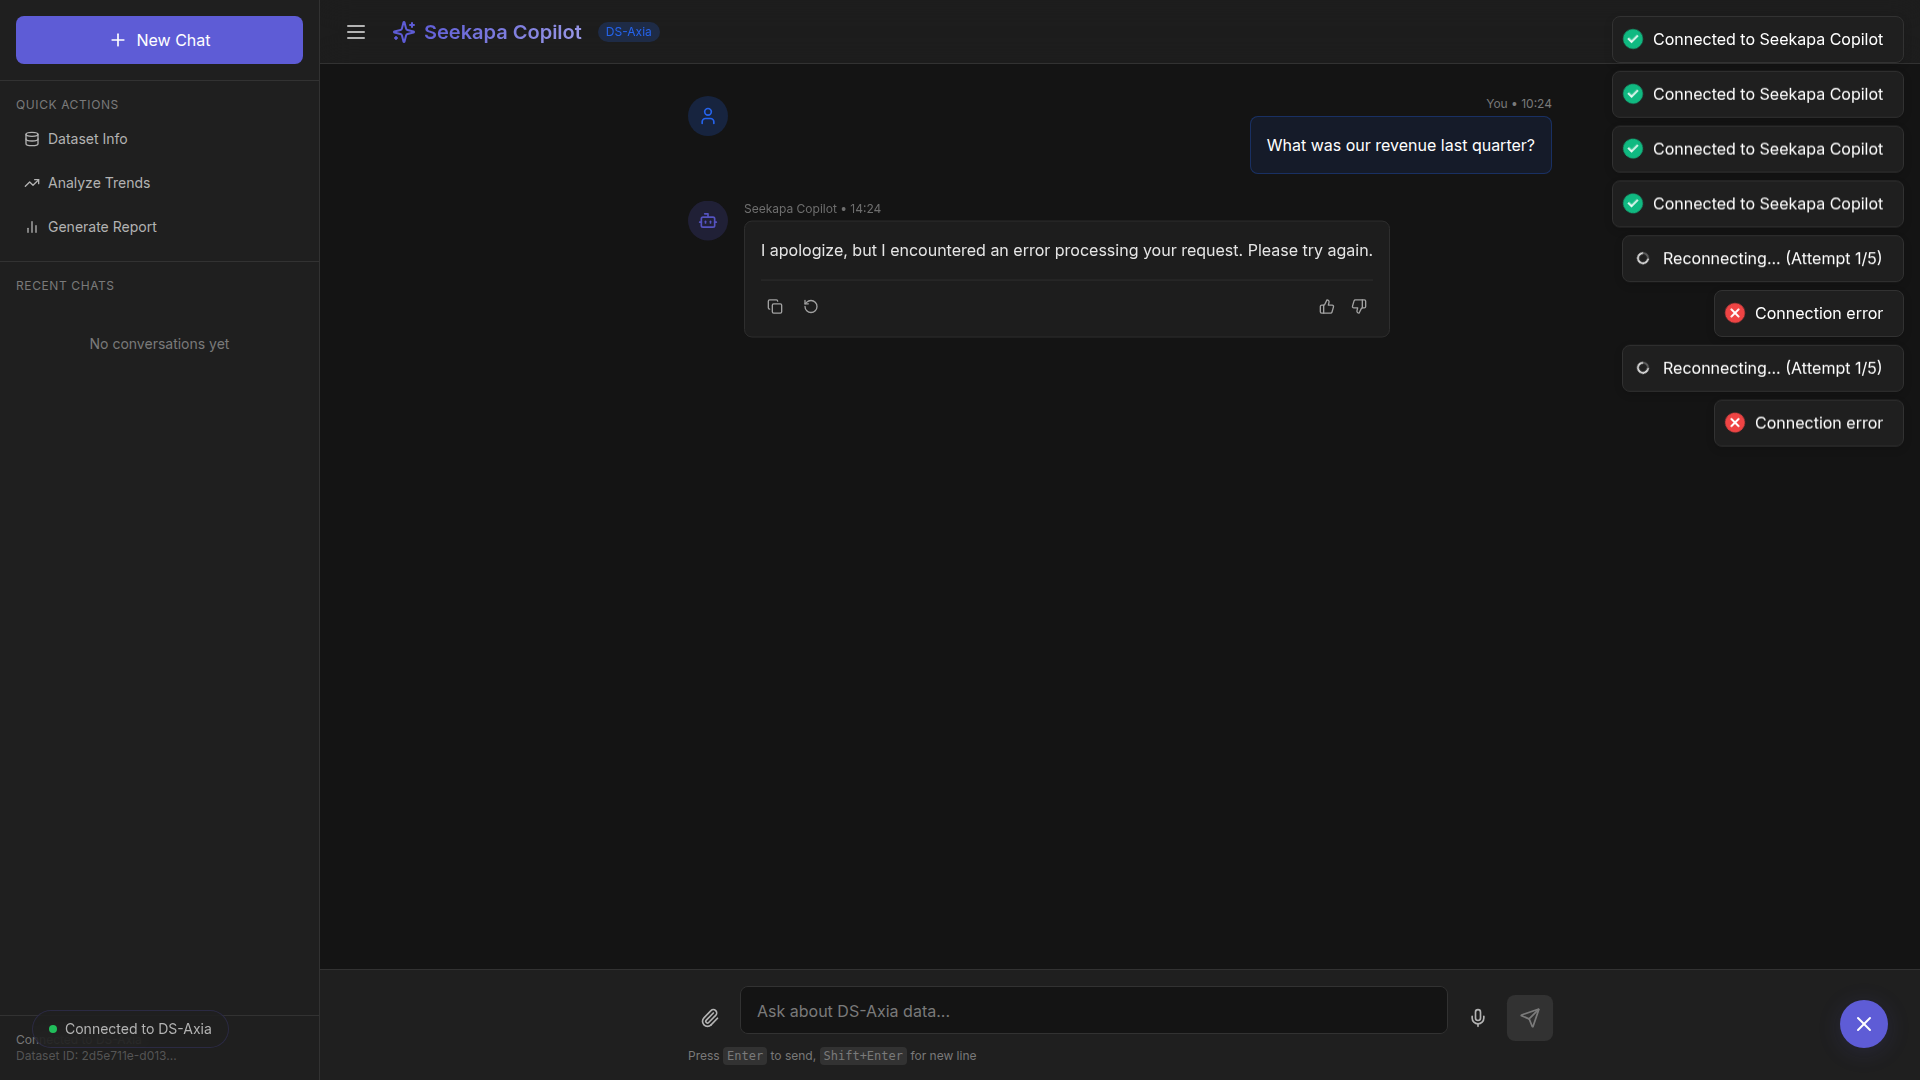 New Chat
QUICK ACTIONS
Dataset Info
Analyze Trends
Generate Report
RECENT CHATS
No conversations yet
Connected to DS-Axia
Dataset ID: 2d5e711e-d013...
Seekapa Copilot
DS-Axia
You • 10:24
What was our revenue last quarter?
Seekapa Copilot • 14:24
I apologize, but I encountered an error processing your request. Please try again.
Ask about DS-Axia data...
Press Enter to send, Shift+Enter for new line
Connected to Seekapa Copilot
Connected to Seekapa Copilot
Connected to Seekapa Copilot
Connected to Seekapa Copilot
Reconnecting... (Attempt 1/5)
Connection error
Reconnecting... (Attempt 1/5)
Connection error